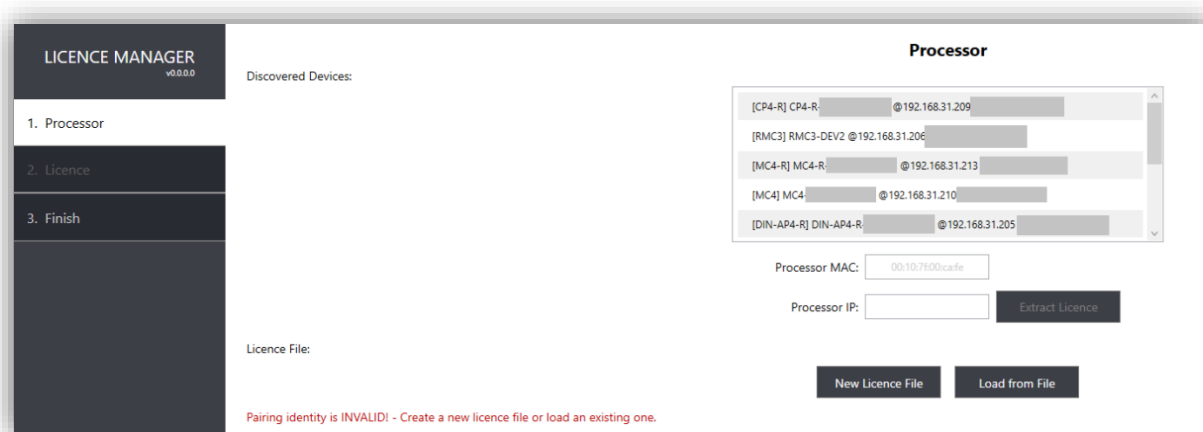 LICENCE MANAGER
v0.0.0.0
1. Processor
2. Licence
3. Finish
Processor
Discovered Devices:
[CP4-R] CP4-R- @192.168.31.209
[RMC3] RMC3-DEV2 @192.168.31.206
[MC4-R] MC4-R- @192.168.31.213
[MC4] MC4- @192.168.31.210
[DIN-AP4-R] DIN-AP4-R- @192.168.31.205
Processor MAC: 00:10:7f:00:ca:fe
Processor IP: Extract Licence
Licence File:
New Licence File Load from File
Pairing identity is INVALID! - Create a new licence file or load an existing one.